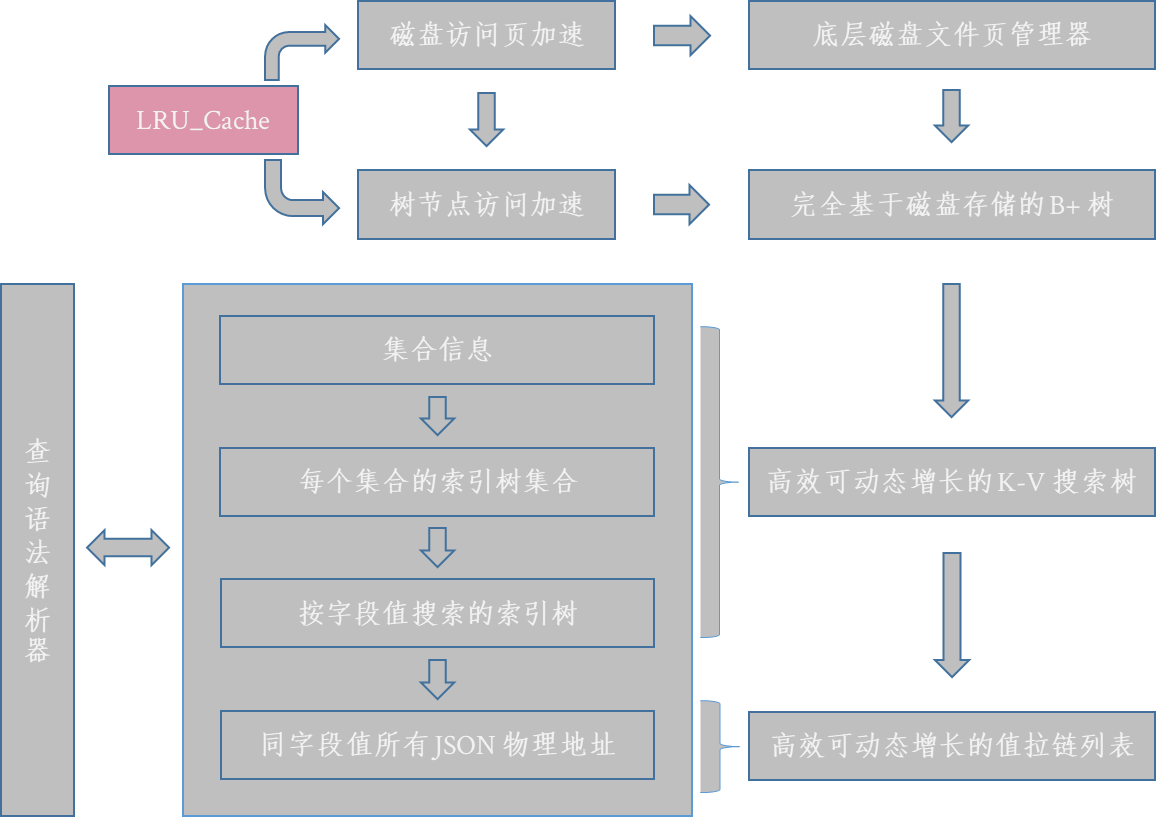 磁盘访问页加速
底层磁盘文件页管理器
LRU_Cache
树节点访问加速
完全基于磁盘存储的B+树
查询语法解析器
集合信息
每个集合的索引树集合
高效可动态增长的K-V搜索树
按字段值搜索的索引树
同字段值所有JSON物理地址
高效可动态增长的值拉链列表